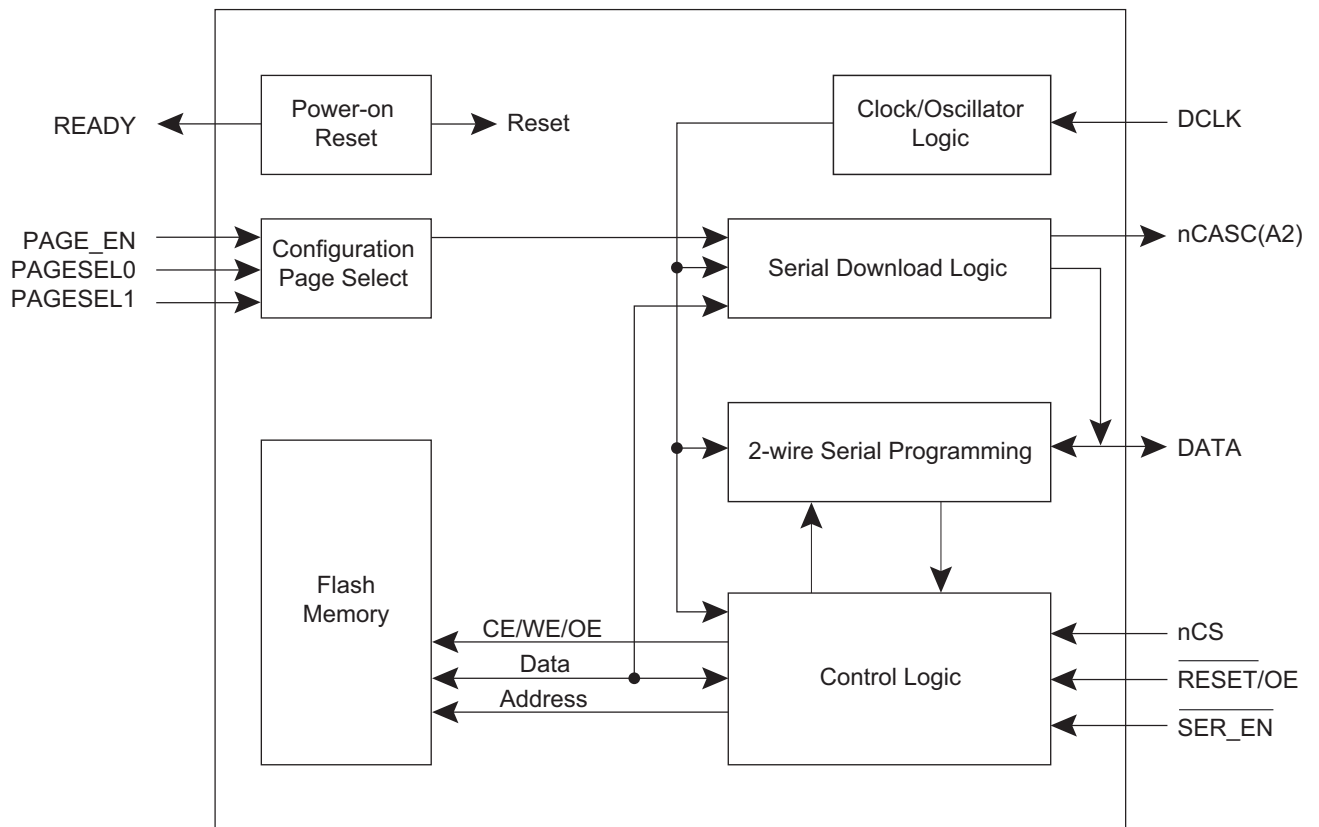 READY
Power-on
Reset
Reset
Clock/Oscillator
Logic
DCLK
PAGE_EN
PAGESEL0
PAGESEL1
Configuration
Page Select
Serial Download Logic
nCASC(A2)
2-wire Serial Programming
DATA
Flash
Memory
CE/WE/OE
Data
Address
Control Logic
nCS
RESET/OE
SER_EN